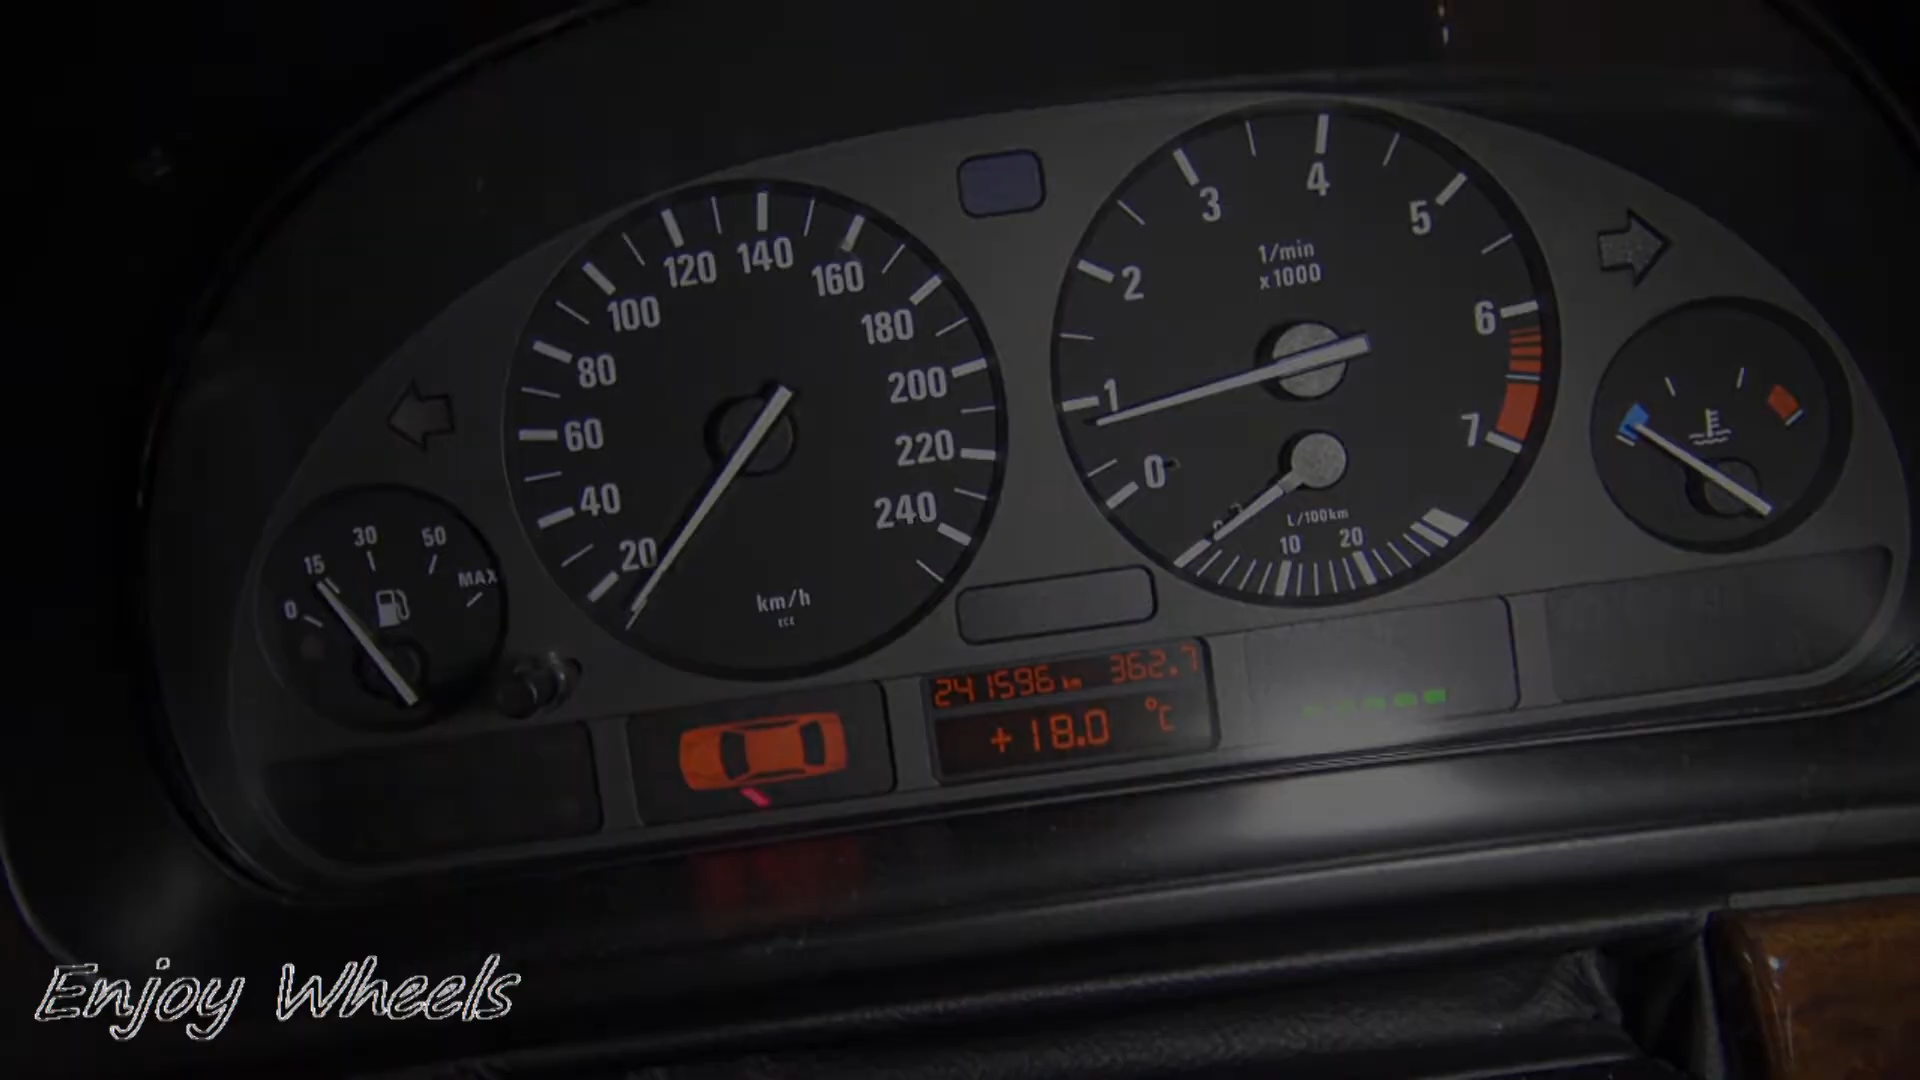 120 140
100 160
80 180
60 200
40 220
20 240
km/h
3 4 5
2 6
1 7
0
1/min
x1000
L/100km
10 20
15 30 50
0 MAX
241596 km 362.7
+18.0 °C
Enjoy Wheels